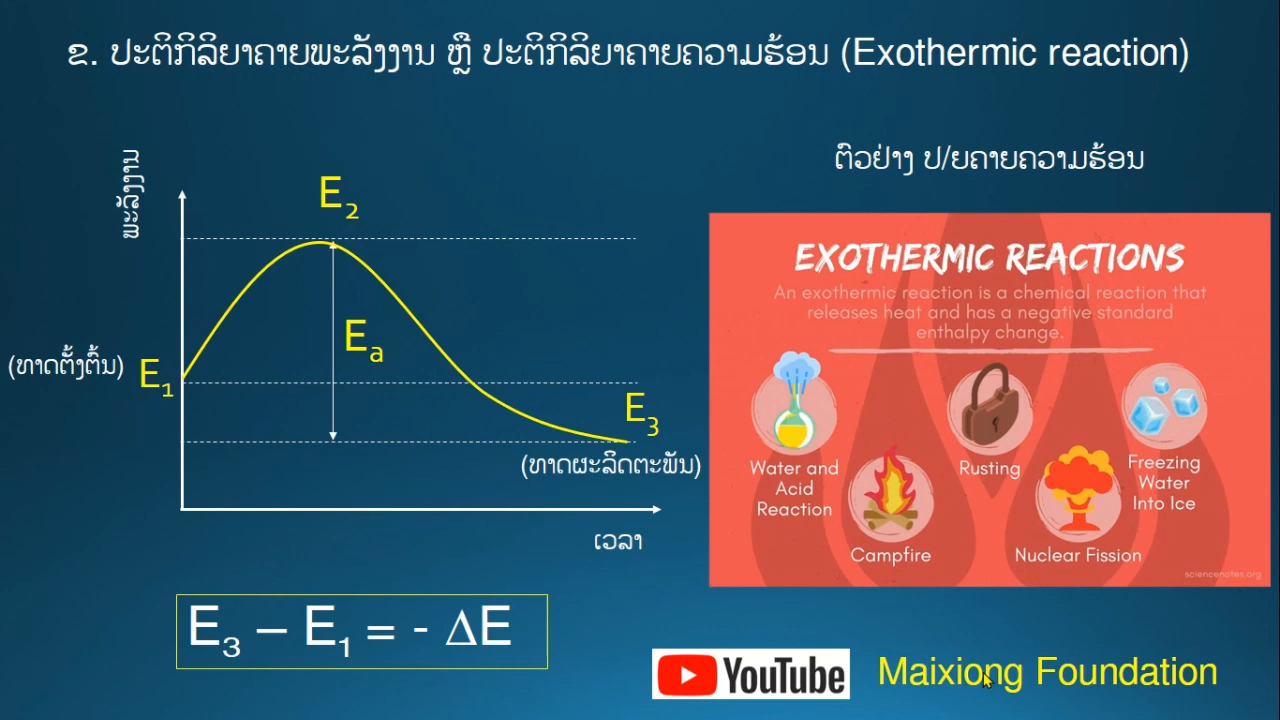 ຂ. ປະຕິກິລິຍາຄາຍພະລັງງານ ຫຼື ປະຕິກິລິຍາຄາຍຄວາມຮ້ອນ (Exothermic reaction)
ຕົວຢ່າງ ປ/ຍຄາຍຄວາມຮ້ອນ
ພະລັງງານ
E₂
Eₐ
(ທາດຕັ້ງຕົ້ນ)
E₁
E₃
(ທາດຜະລິດຕະພັນ)
ເວລາ
E₃ – E₁ = - ΔE
EXOTHERMIC REACTIONS
An exothermic reaction is a chemical reaction that
releases heat and has a negative standard
enthalpy change.
Water and
Acid
Reaction
Campfire
Rusting
Nuclear Fission
Freezing
Water
Into Ice
sciencenotes.org
YouTube
Maixiong Foundation